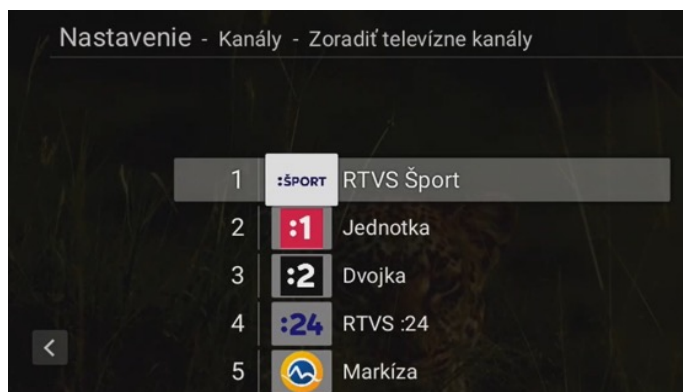 Nastavenie - Kanály - Zoradiť televízne kanály
1 :ŠPORT RTVS Šport
2 :1 Jednotka
3 :2 Dvojka
4 :24 RTVS :24
5 Markíza